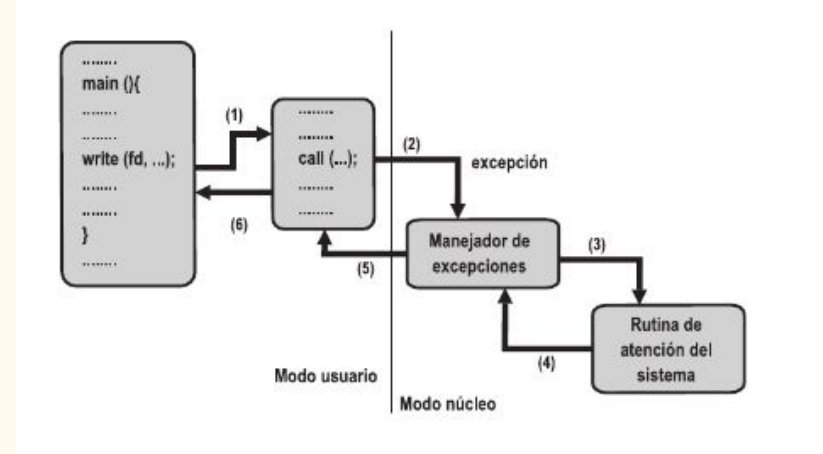 ........
main (){
........
........
write (fd, ...);
........
........
}
........
(1)
(6)
........
........
call (...);
........
........
(2)
excepción
(5)
Manejador de
excepciones
(3)
(4)
Rutina de
atención del
sistema
Modo usuario
Modo núcleo